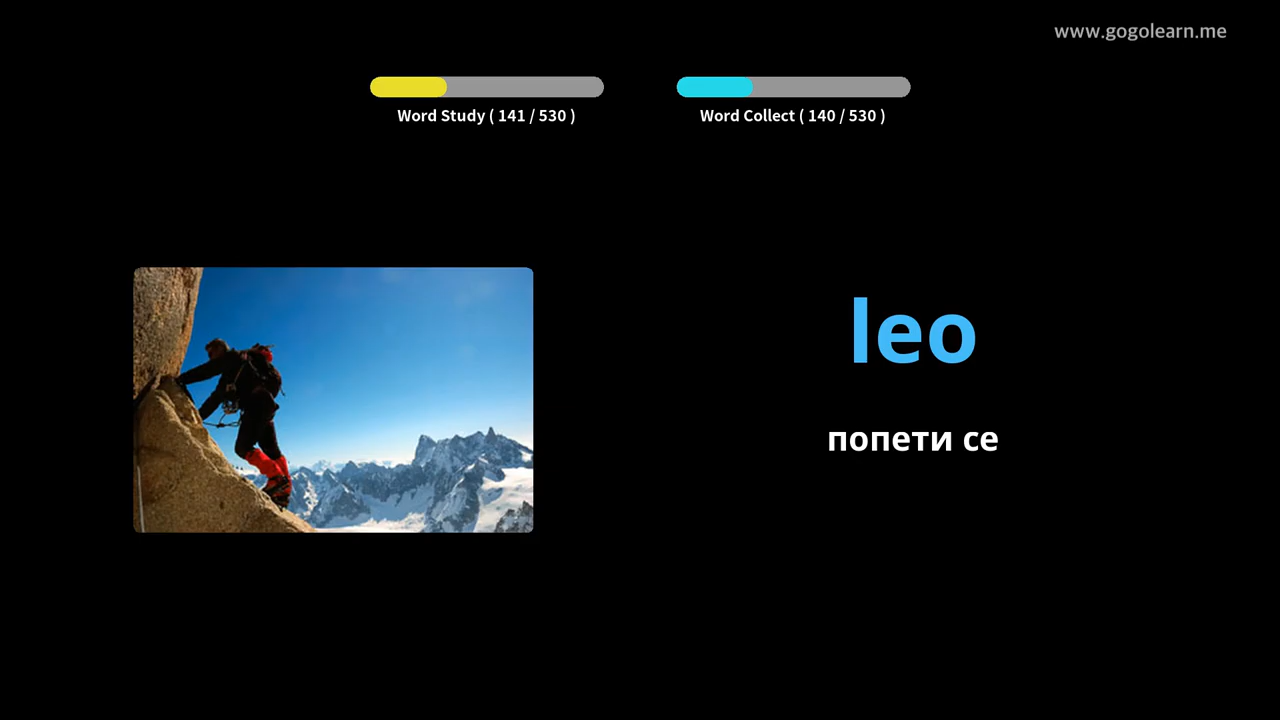 www.gogolearn.me
Word Study ( 141 / 530 )
Word Collect ( 140 / 530 )
leo
попети се